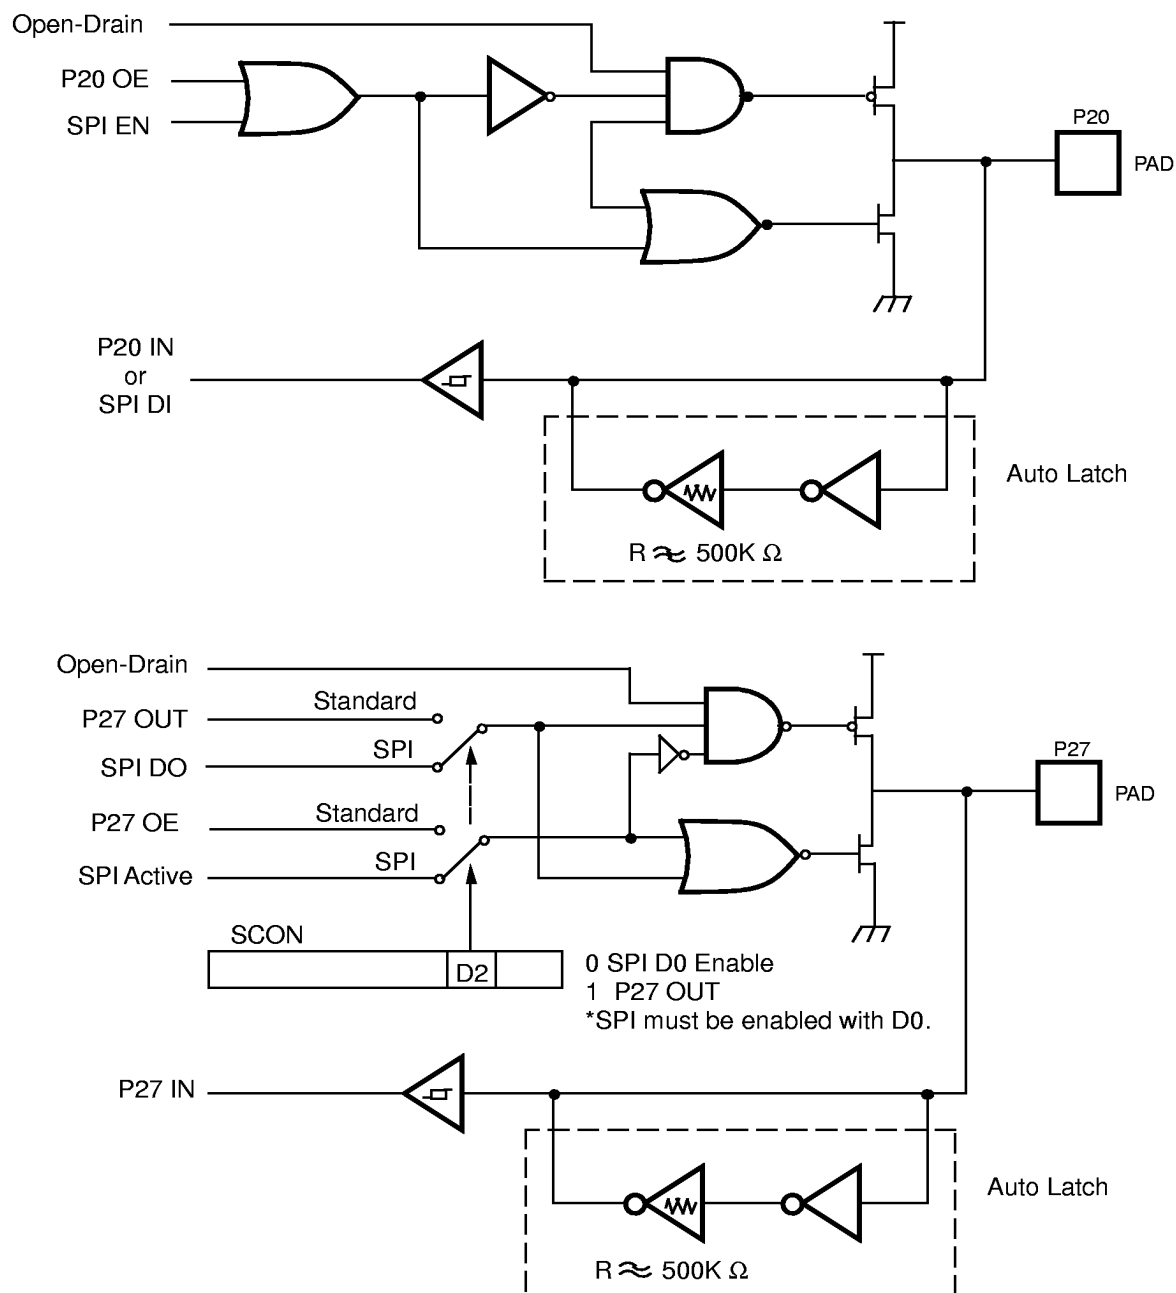 Open-Drain
P20 OE
SPI EN
P20
PAD
P20 IN
or
SPI DI
Auto Latch
R ≈ 500K Ω
Open-Drain
Standard
P27 OUT
SPI
SPI DO
P27
PAD
Standard
P27 OE
SPI
SPI Active
SCON
D2
0 SPI D0 Enable
1 P27 OUT
*SPI must be enabled with D0.
P27 IN
Auto Latch
R ≈ 500K Ω